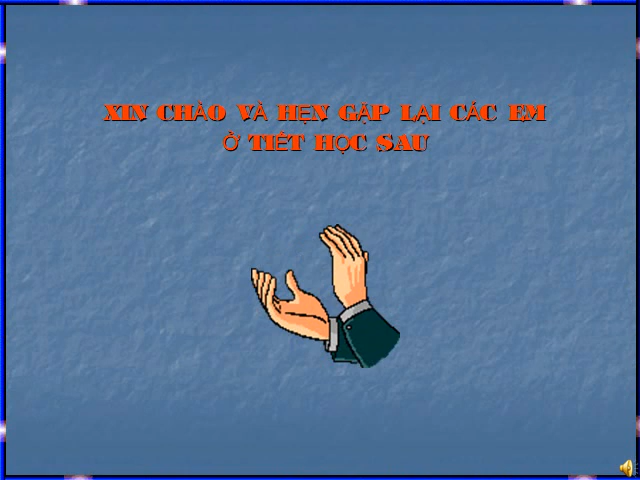 XIN CHÀO VÀ HẸN GẶP LẠI CÁC EM
Ở TIẾT HỌC SAU